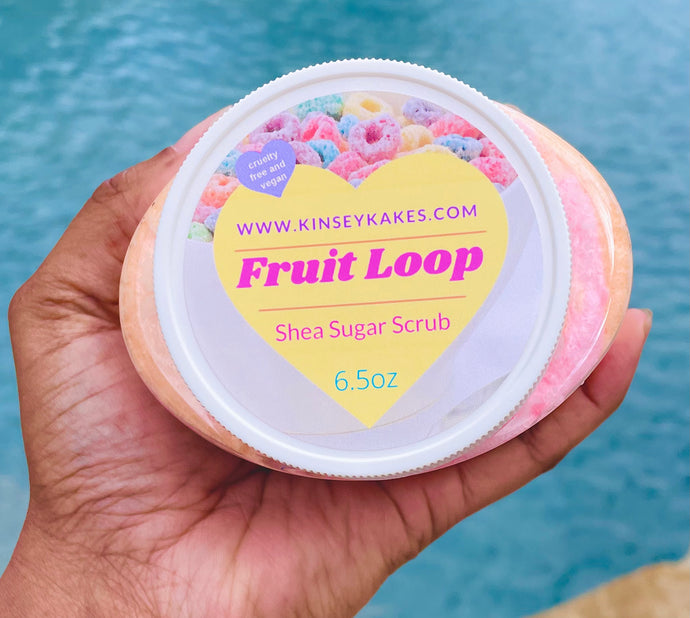 cruelty
free and
vegan
WWW.KINSEYKAKES.COM
Fruit Loop
Shea Sugar Scrub
6.5oz